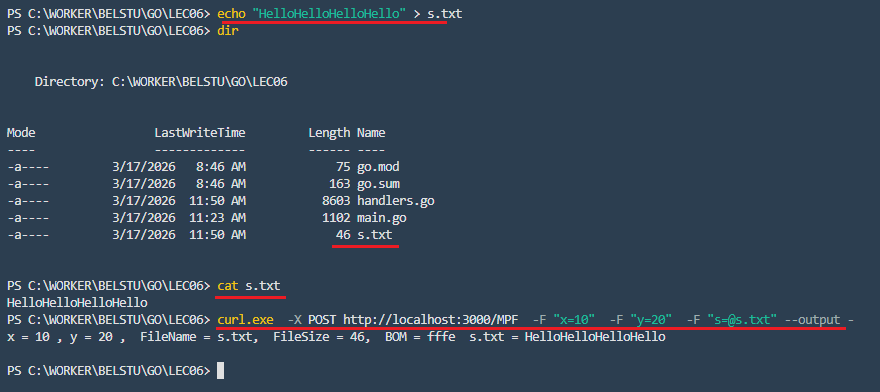 PS C:\WORKER\BELSTU\GO\LEC06> echo "HelloHelloHelloHello" > s.txt
PS C:\WORKER\BELSTU\GO\LEC06> dir
Directory: C:\WORKER\BELSTU\GO\LEC06
Mode LastWriteTime Length Name
---- ------------- ------ ----
-a---- 3/17/2026 8:46 AM 75 go.mod
-a---- 3/17/2026 8:46 AM 163 go.sum
-a---- 3/17/2026 11:50 AM 8603 handlers.go
-a---- 3/17/2026 11:23 AM 1102 main.go
-a---- 3/17/2026 11:50 AM 46 s.txt
PS C:\WORKER\BELSTU\GO\LEC06> cat s.txt
HelloHelloHelloHello
PS C:\WORKER\BELSTU\GO\LEC06> curl.exe -X POST http://localhost:3000/MPF -F "x=10" -F "y=20" -F "s=@s.txt" --output -
x = 10 , y = 20 , FileName = s.txt, FileSize = 46, BOM = fffe s.txt = HelloHelloHelloHello
PS C:\WORKER\BELSTU\GO\LEC06>